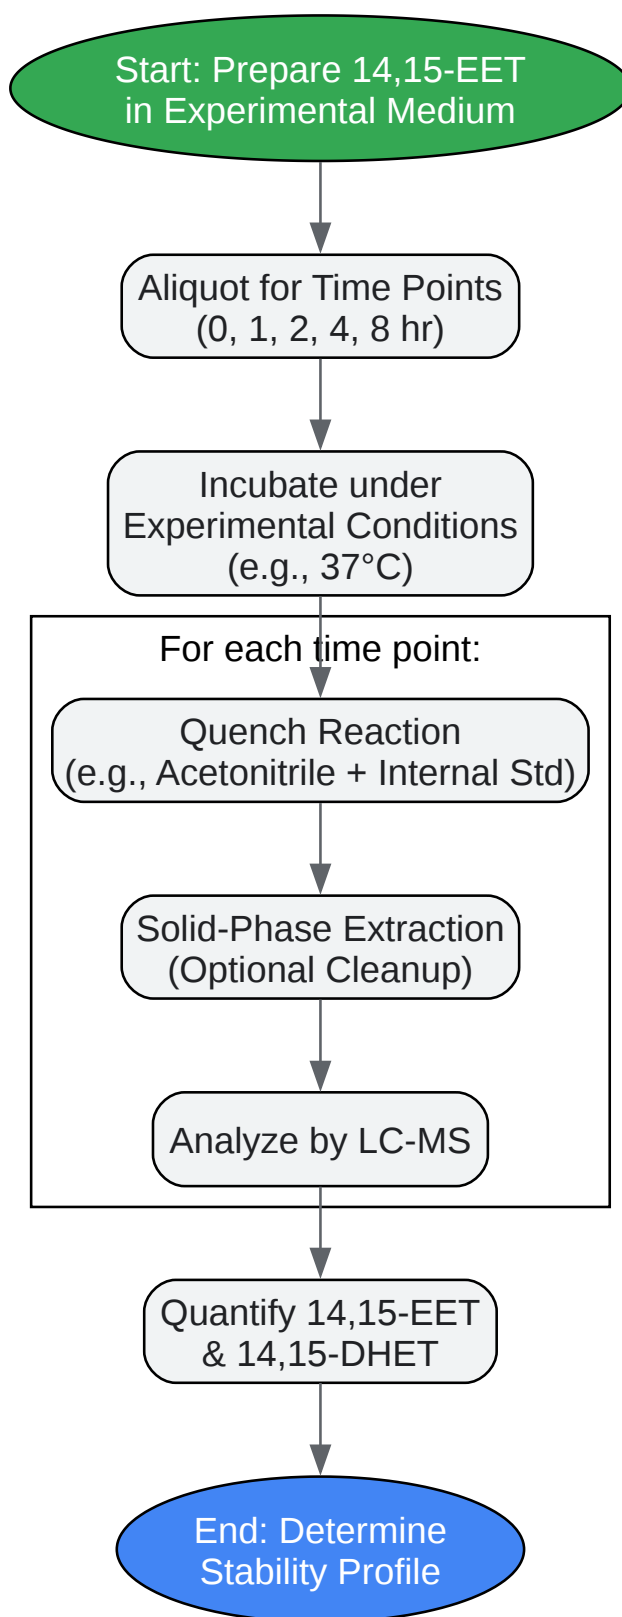 Start: Prepare 14,15-EET
in Experimental Medium
Aliquot for Time Points
(0, 1, 2, 4, 8 hr)
Incubate under
Experimental Conditions
(e.g., 37°C)
For each time point:
Quench Reaction
(e.g., Acetonitrile + Internal Std)
Solid-Phase Extraction
(Optional Cleanup)
Analyze by LC-MS
Quantify 14,15-EET
& 14,15-DHET
End: Determine
Stability Profile